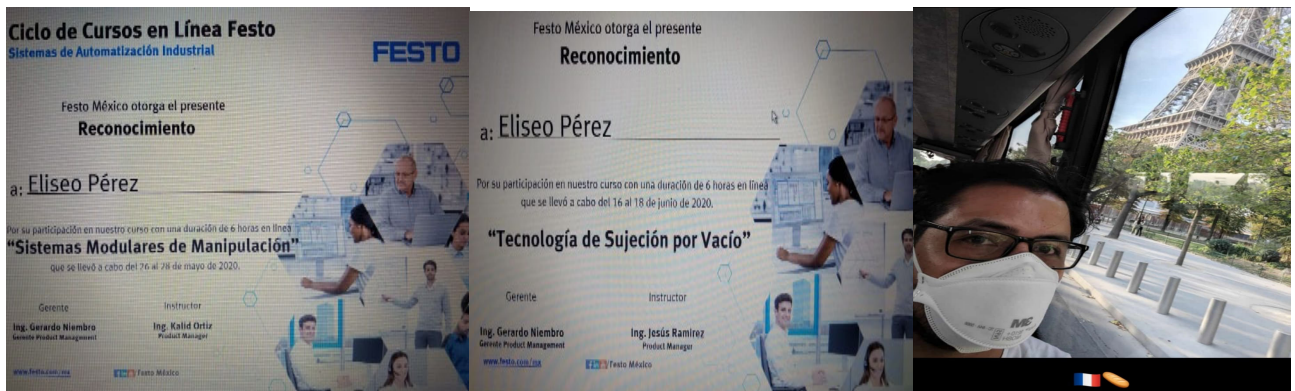 Ciclo de Cursos en Línea Festo
Sistemas de Automatización Industrial
FESTO
Festo México otorga el presente
Reconocimiento
a: Eliseo Pérez
Por su participación en nuestro curso con una duración de 6 horas en línea
“Sistemas Modulares de Manipulación”
que se llevó a cabo del 26 al 28 de mayo de 2020.
Gerente
Instructor
Ing. Gerardo Niembro
Ing. Kalid Ortiz
Gerente Product Management
Product Manager
www.festo.com/mx
Festo México
Festo México otorga el presente
Reconocimiento
a: Eliseo Pérez
Por su participación en nuestro curso con una duración de 6 horas en línea
que se llevó a cabo del 16 al 18 de junio de 2020.
“Tecnología de Sujeción por Vacío”
Gerente
Instructor
Ing. Gerardo Niembro
Ing. Jesús Ramirez
Gerente Product Management
Product Manager
www.festo.com/mx
Festo México